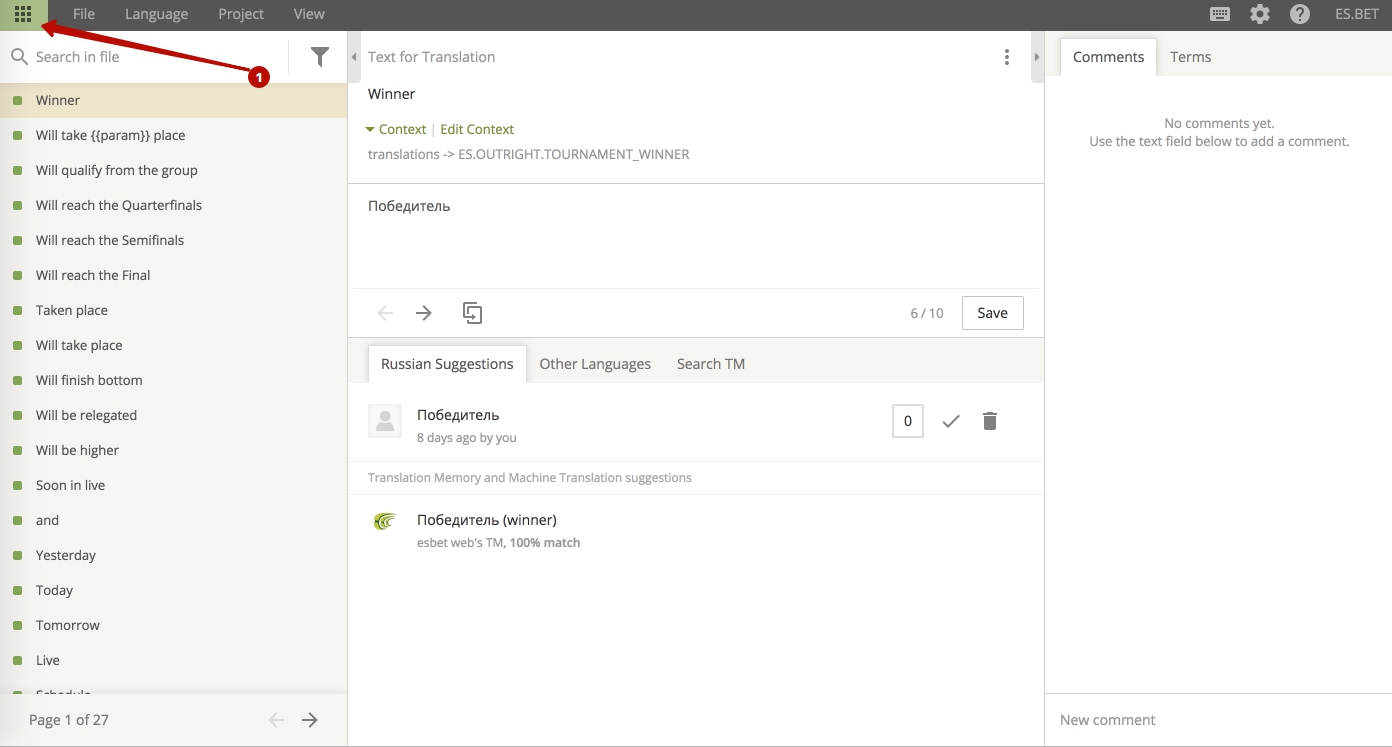 File Language Project View ES.BET
Search in file
1
Winner
Will take {{param}} place
Will qualify from the group
Will reach the Quarterfinals
Will reach the Semifinals
Will reach the Final
Taken place
Will take place
Will finish bottom
Will be relegated
Will be higher
Soon in live
and
Yesterday
Today
Tomorrow
Live
Schedule
Page 1 of 27
Text for Translation
Winner
Context | Edit Context
translations -> ES.OUTRIGHT.TOURNAMENT_WINNER
Победитель
6 / 10 Save
Russian Suggestions Other Languages Search TM
Победитель
0
8 days ago by you
Translation Memory and Machine Translation suggestions
Победитель (winner)
esbet web's TM, 100% match
Comments Terms
No comments yet.
Use the text field below to add a comment.
New comment